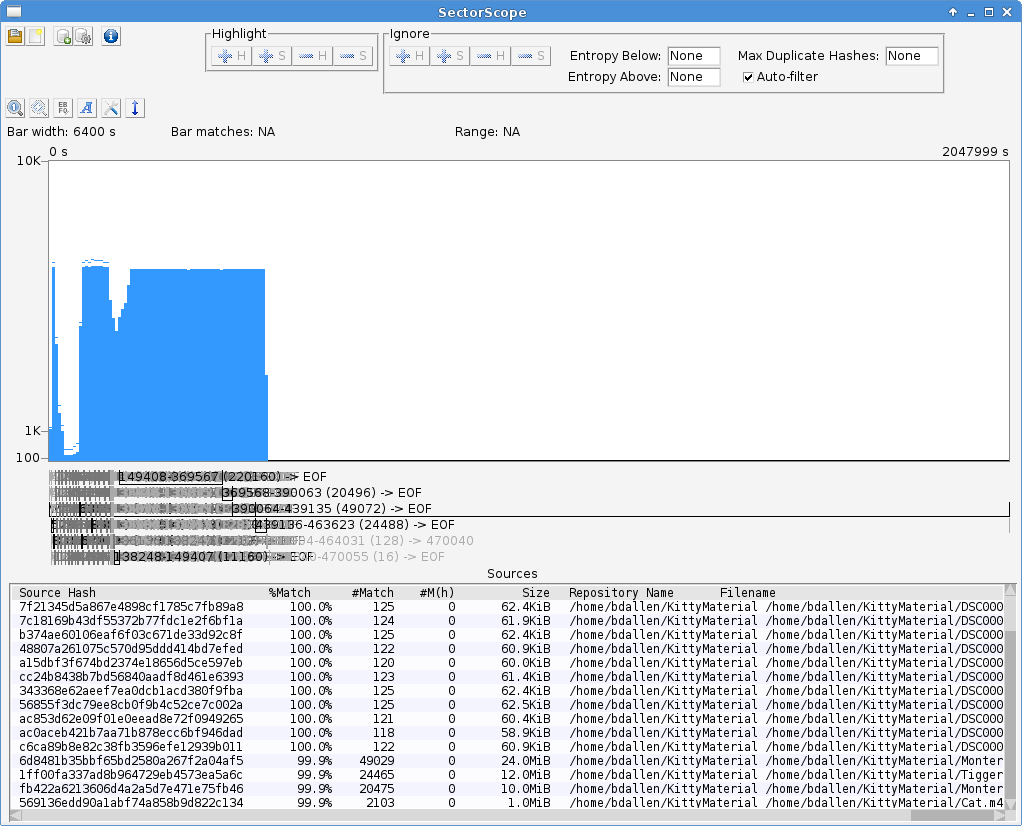 SectorScope
Highlight
Ignore
H S H S
H S H S
Entropy Below: None
Max Duplicate Hashes: None
Entropy Above: None
Auto-filter
EB
FO
A
Bar width: 6400 s
Bar matches: NA
Range: NA
0 s
2047999 s
10K
1K
100
149408-369567 (220160) -> EOF
369568-390063 (20496) -> EOF
390064-439135 (49072) -> EOF
439136-463623 (24488) -> EOF
-464031 (128) -> 470040
138248-149407 (11160) -> EOF
-470055 (16) -> EOF
Sources
Source Hash %Match #Match #M(h) Size Repository Name Filename
7f21345d5a867e4898cf1785c7fb89a8 100.0% 125 0 62.4KiB /home/bdallen/KittyMaterial /home/bdallen/KittyMaterial/DSC000
7c18169b43df55372b77fdc1e2f6bf1a 100.0% 124 0 61.9KiB /home/bdallen/KittyMaterial /home/bdallen/KittyMaterial/DSC000
b374ae60106eaf6f03c671de33d92c8f 100.0% 125 0 62.4KiB /home/bdallen/KittyMaterial /home/bdallen/KittyMaterial/DSC000
48807a261075c570d95ddd414bd7efed 100.0% 122 0 60.9KiB /home/bdallen/KittyMaterial /home/bdallen/KittyMaterial/DSC000
a15dbf3f674bd2374e18656d5ce597eb 100.0% 120 0 60.0KiB /home/bdallen/KittyMaterial /home/bdallen/KittyMaterial/DSC000
cc24b8438b7bd56840aadf8d461e6393 100.0% 123 0 61.4KiB /home/bdallen/KittyMaterial /home/bdallen/KittyMaterial/DSC000
343368e62aeef7ea0dcb1acd380f9fba 100.0% 125 0 62.4KiB /home/bdallen/KittyMaterial /home/bdallen/KittyMaterial/DSC000
56855f3dc79ee8cb0f9b4c52ce7c002a 100.0% 125 0 62.5KiB /home/bdallen/KittyMaterial /home/bdallen/KittyMaterial/DSC000
ac853d62e09f01e0eead8e72f0949265 100.0% 121 0 60.4KiB /home/bdallen/KittyMaterial /home/bdallen/KittyMaterial/DSC000
ac0aceb421b7aa71b878ecc6bf946dad 100.0% 118 0 58.9KiB /home/bdallen/KittyMaterial /home/bdallen/KittyMaterial/DSC000
c6ca89b8e82c38fb3596efe12939b011 100.0% 122 0 60.9KiB /home/bdallen/KittyMaterial /home/bdallen/KittyMaterial/DSC000
6d8481b35bbf65bd2580a267f2a04af5 99.9% 49029 0 24.0MiB /home/bdallen/KittyMaterial /home/bdallen/KittyMaterial/Monter
1ff00fa337ad8b964729eb4573ea5a6c 99.9% 24465 0 12.0MiB /home/bdallen/KittyMaterial /home/bdallen/KittyMaterial/Tigger
fb422a6213606d4a2a5d7e471e75fb46 99.9% 20475 0 10.0MiB /home/bdallen/KittyMaterial /home/bdallen/KittyMaterial/Monter
569136edd90a1abf74a858b9d822c134 99.9% 2103 0 1.0MiB /home/bdallen/KittyMaterial /home/bdallen/KittyMaterial/Cat.m4